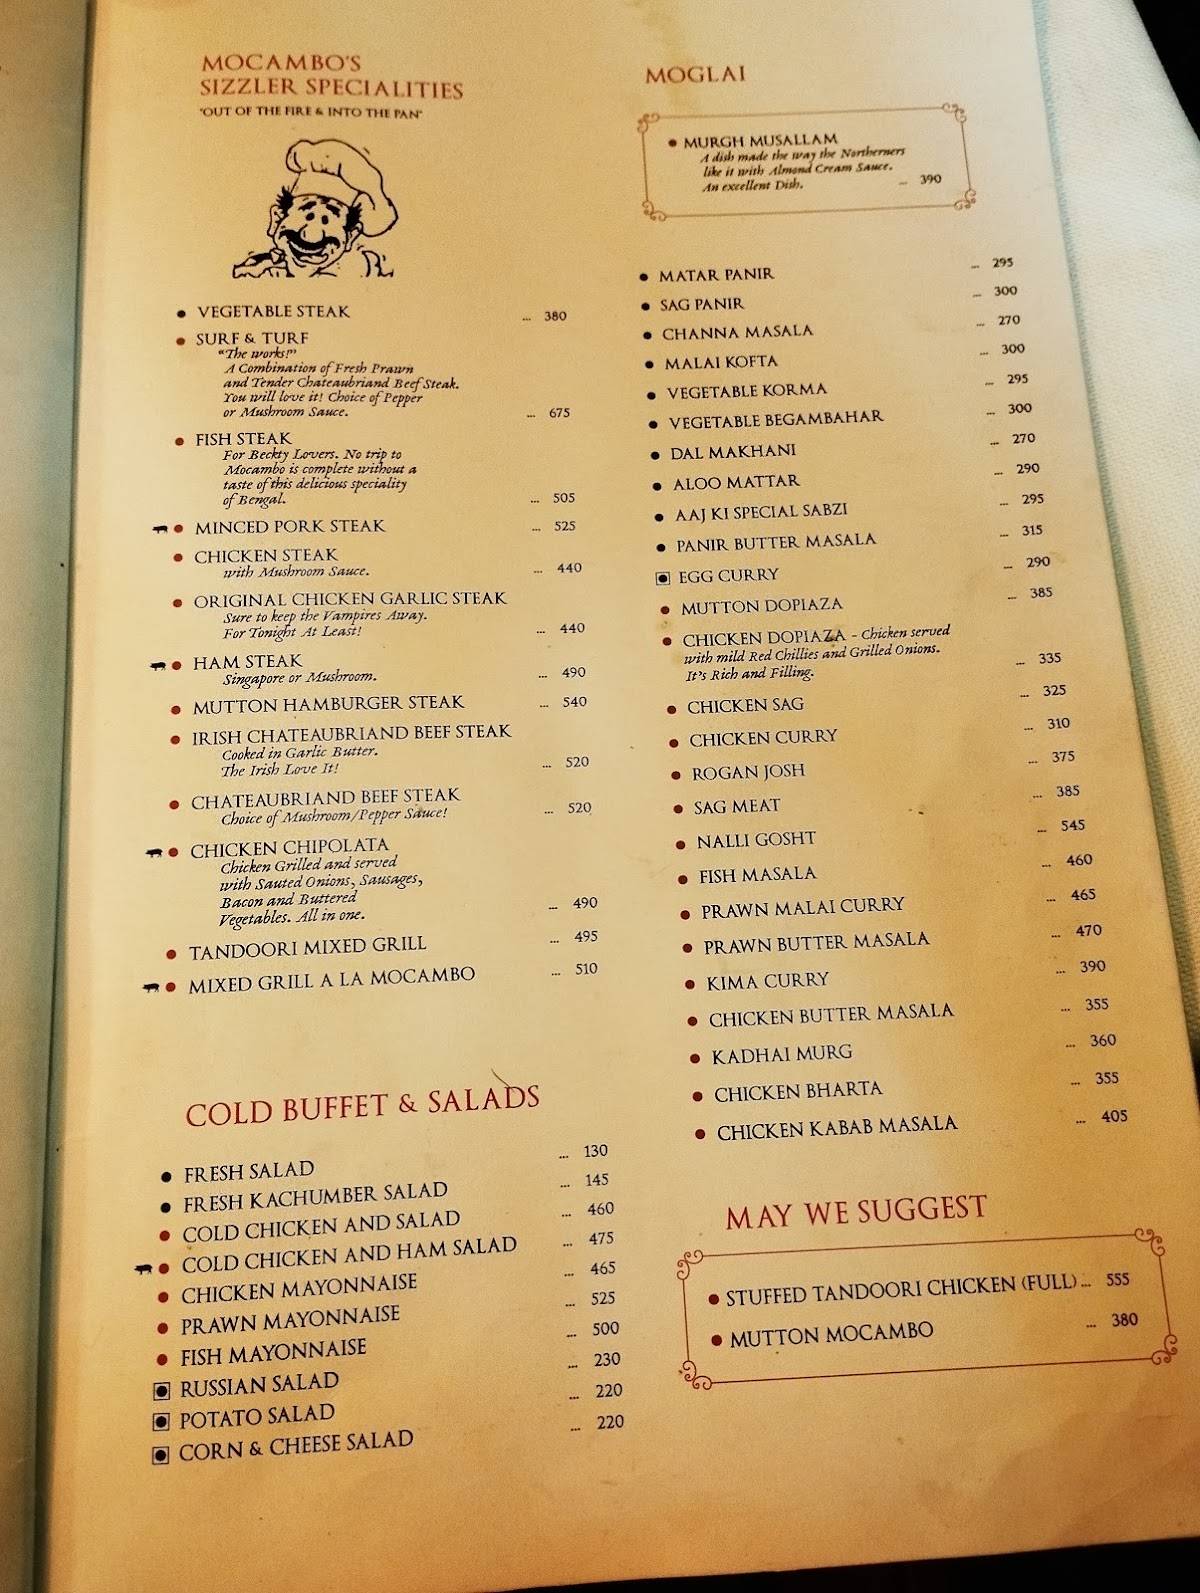 MOCAMBO'S
SIZZLER SPECIALITIES
"OUT OF THE FIRE & INTO THE PAN"
VEGETABLE STEAK ... 380
SURF & TURF
"The works!"
A Combination of Fresh Prawn
and Tender Chateaubriand Beef Steak.
You will love it! Choice of Pepper
or Mushroom Sauce. ... 675
FISH STEAK
For Beckty Lovers. No trip to
Mocambo is complete without a
taste of this delicious speciality
of Bengal. ... 505
MINCED PORK STEAK ... 525
CHICKEN STEAK
with Mushroom Sauce. ... 440
ORIGINAL CHICKEN GARLIC STEAK
Sure to keep the Vampires Away.
For Tonight At Least! ... 440
HAM STEAK
Singapore or Mushroom. ... 490
MUTTON HAMBURGER STEAK ... 540
IRISH CHATEAUBRIAND BEEF STEAK
Cooked in Garlic Butter.
The Irish Love It! ... 520
CHATEAUBRIAND BEEF STEAK
Choice of Mushroom/Pepper Sauce! ... 520
CHICKEN CHIPOLATA
Chicken Grilled and served
with Sauted Onions, Sausages,
Bacon and Buttered
Vegetables. All in one. ... 490
TANDOORI MIXED GRILL ... 495
MIXED GRILL A LA MOCAMBO ... 510
COLD BUFFET & SALADS
FRESH SALAD ... 130
FRESH KACHUMBER SALAD ... 145
COLD CHICKEN AND SALAD ... 460
COLD CHICKEN AND HAM SALAD ... 475
CHICKEN MAYONNAISE ... 465
PRAWN MAYONNAISE ... 525
FISH MAYONNAISE ... 500
RUSSIAN SALAD ... 230
POTATO SALAD ... 220
CORN & CHEESE SALAD ... 220
MOGLAI
MURGH MUSALLAM
A dish made the way the Northerners
like it with Almond Cream Sauce.
An excellent Dish. ... 390
MATAR PANIR ... 295
SAG PANIR ... 300
CHANNA MASALA ... 270
MALAI KOFTA ... 300
VEGETABLE KORMA ... 295
VEGETABLE BEGAMBAHAR ... 300
DAL MAKHANI ... 270
ALOO MATTAR ... 290
AAJ KI SPECIAL SABZI ... 295
PANIR BUTTER MASALA ... 315
EGG CURRY ... 290
MUTTON DOPIAZA ... 385
CHICKEN DOPIAZA - Chicken served
with mild Red Chillies and Grilled Onions.
It's Rich and Filling. ... 335
CHICKEN SAG ... 325
CHICKEN CURRY ... 310
ROGAN JOSH ... 375
SAG MEAT ... 385
NALLI GOSHT ... 545
FISH MASALA ... 460
PRAWN MALAI CURRY ... 465
PRAWN BUTTER MASALA ... 470
KIMA CURRY ... 390
CHICKEN BUTTER MASALA ... 355
KADHAI MURG ... 360
CHICKEN BHARTA ... 355
CHICKEN KABAB MASALA ... 405
MAY WE SUGGEST
STUFFED TANDOORI CHICKEN (FULL) ... 555
MUTTON MOCAMBO ... 380